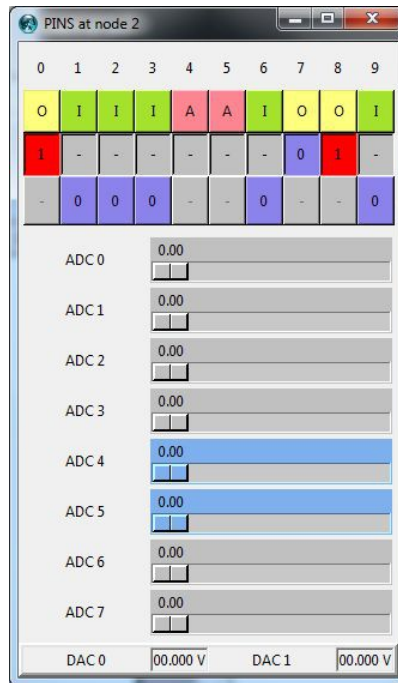 PINS at node 2
0 1 2 3 4 5 6 7 8 9
O I I I A A I O O I
1 - - - - - - 0 1 -
- 0 0 0 - - 0 - - 0
0.00
ADC 0
0.00
ADC 1
0.00
ADC 2
0.00
ADC 3
0.00
ADC 4
0.00
ADC 5
0.00
ADC 6
0.00
ADC 7
DAC 0 00.000 V DAC 1 00.000 V